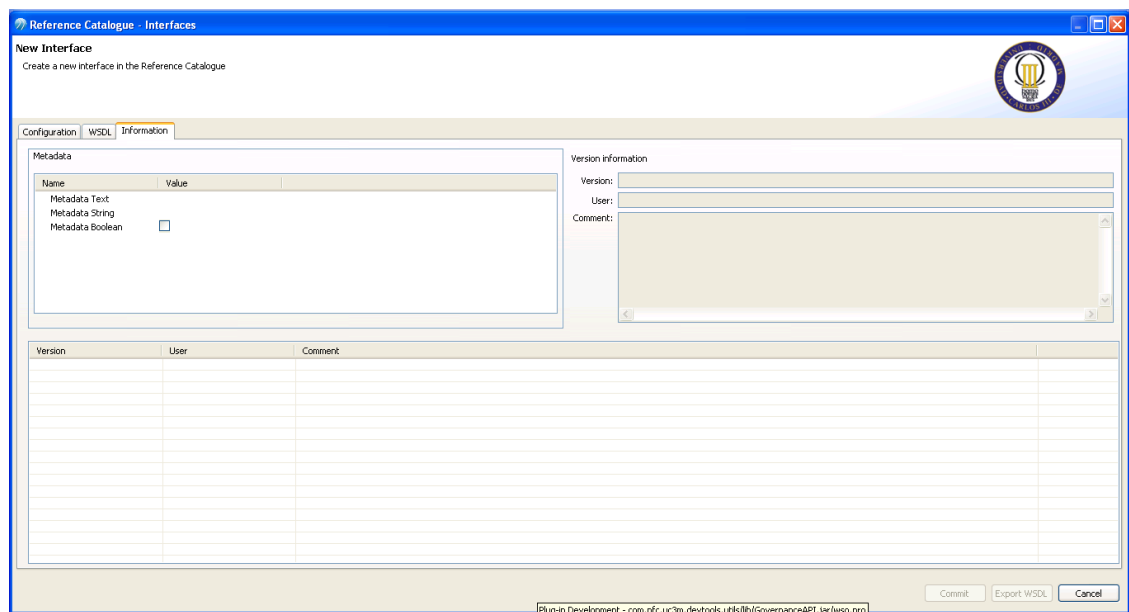 Reference Catalogue - Interfaces
New Interface
Create a new interface in the Reference Catalogue
Configuration WSDL Information
Metadata
Name Value
Metadata Text
Metadata String
Metadata Boolean
Version information
Version:
User:
Comment:
Version User Comment
Commit Export WSDL Cancel
Plug-in Development - com.nfc.uc3m.devtools.utils/lib/GovernanceAPI.jar/wso.pro